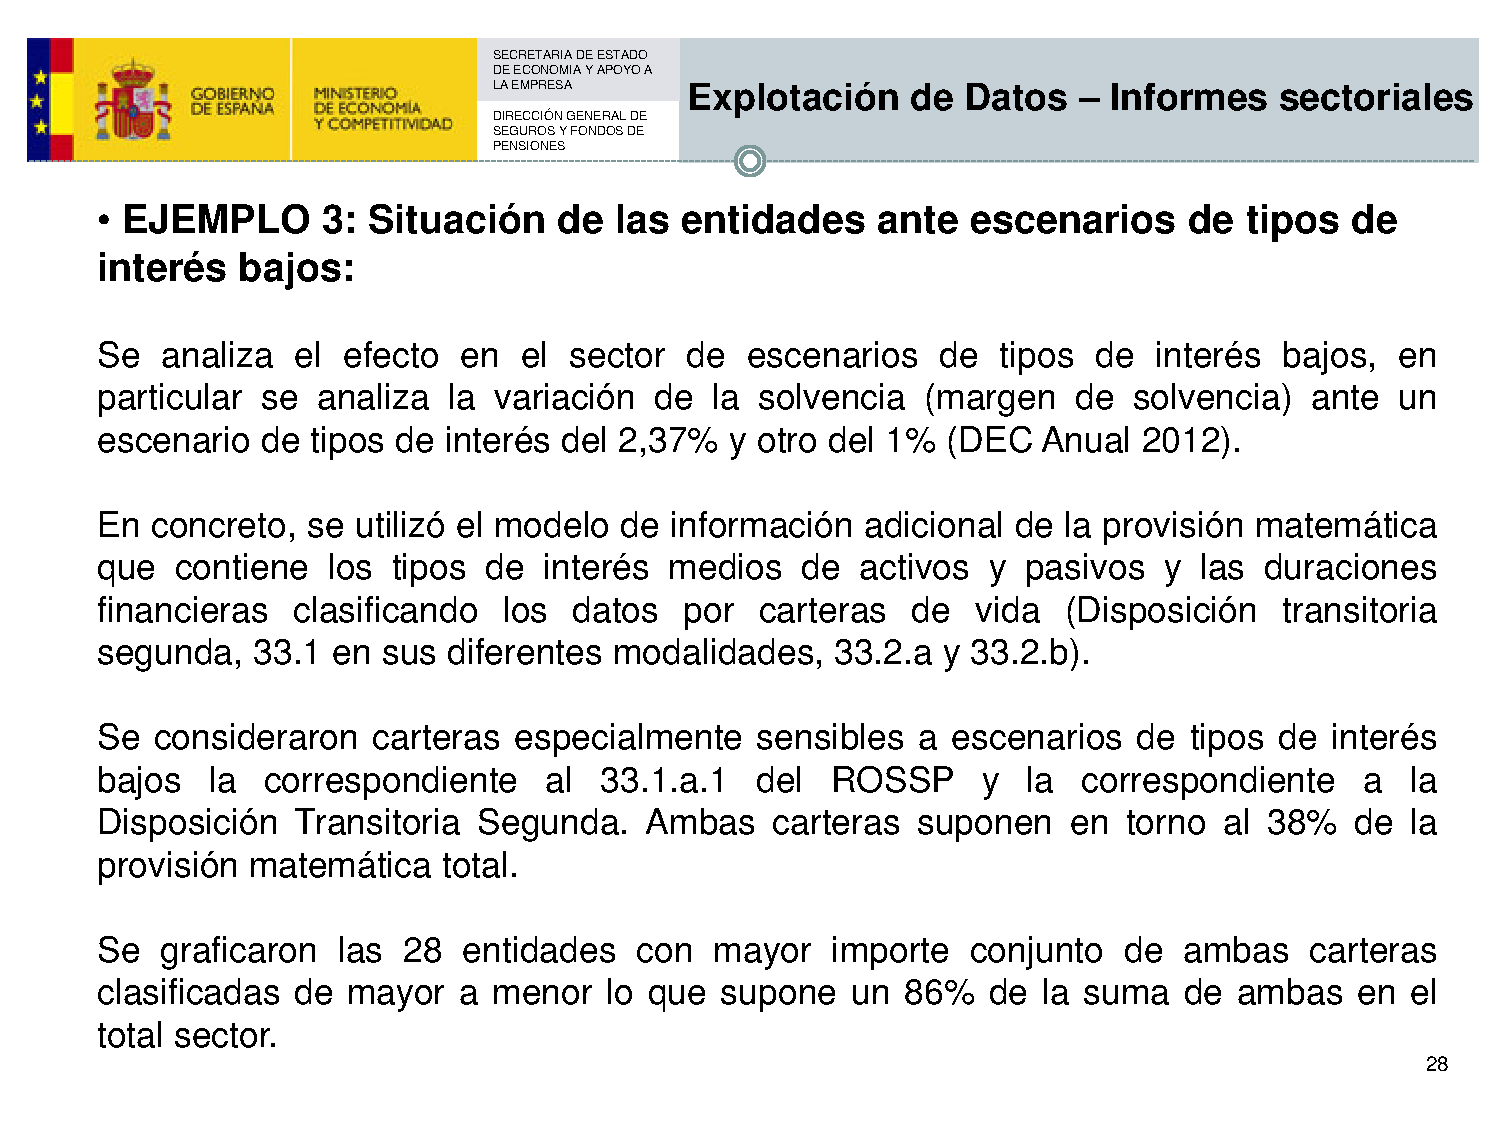 GOBIERNO
DE ESPAÑA
MINISTERIO
DE ECONOMÍA
Y COMPETITIVIDAD
SECRETARIA DE ESTADO
DE ECONOMIA Y APOYO A
LA EMPRESA
DIRECCIÓN GENERAL DE
SEGUROS Y FONDOS DE
PENSIONES
Explotación de Datos – Informes sectoriales
• EJEMPLO 3: Situación de las entidades ante escenarios de tipos de
interés bajos:
Se analiza el efecto en el sector de escenarios de tipos de interés bajos, en
particular se analiza la variación de la solvencia (margen de solvencia) ante un
escenario de tipos de interés del 2,37% y otro del 1% (DEC Anual 2012).
En concreto, se utilizó el modelo de información adicional de la provisión matemática
que contiene los tipos de interés medios de activos y pasivos y las duraciones
financieras clasificando los datos por carteras de vida (Disposición transitoria
segunda, 33.1 en sus diferentes modalidades, 33.2.a y 33.2.b).
Se consideraron carteras especialmente sensibles a escenarios de tipos de interés
bajos la correspondiente al 33.1.a.1 del ROSSP y la correspondiente a la
Disposición Transitoria Segunda. Ambas carteras suponen en torno al 38% de la
provisión matemática total.
Se graficaron las 28 entidades con mayor importe conjunto de ambas carteras
clasificadas de mayor a menor lo que supone un 86% de la suma de ambas en el
total sector.
28